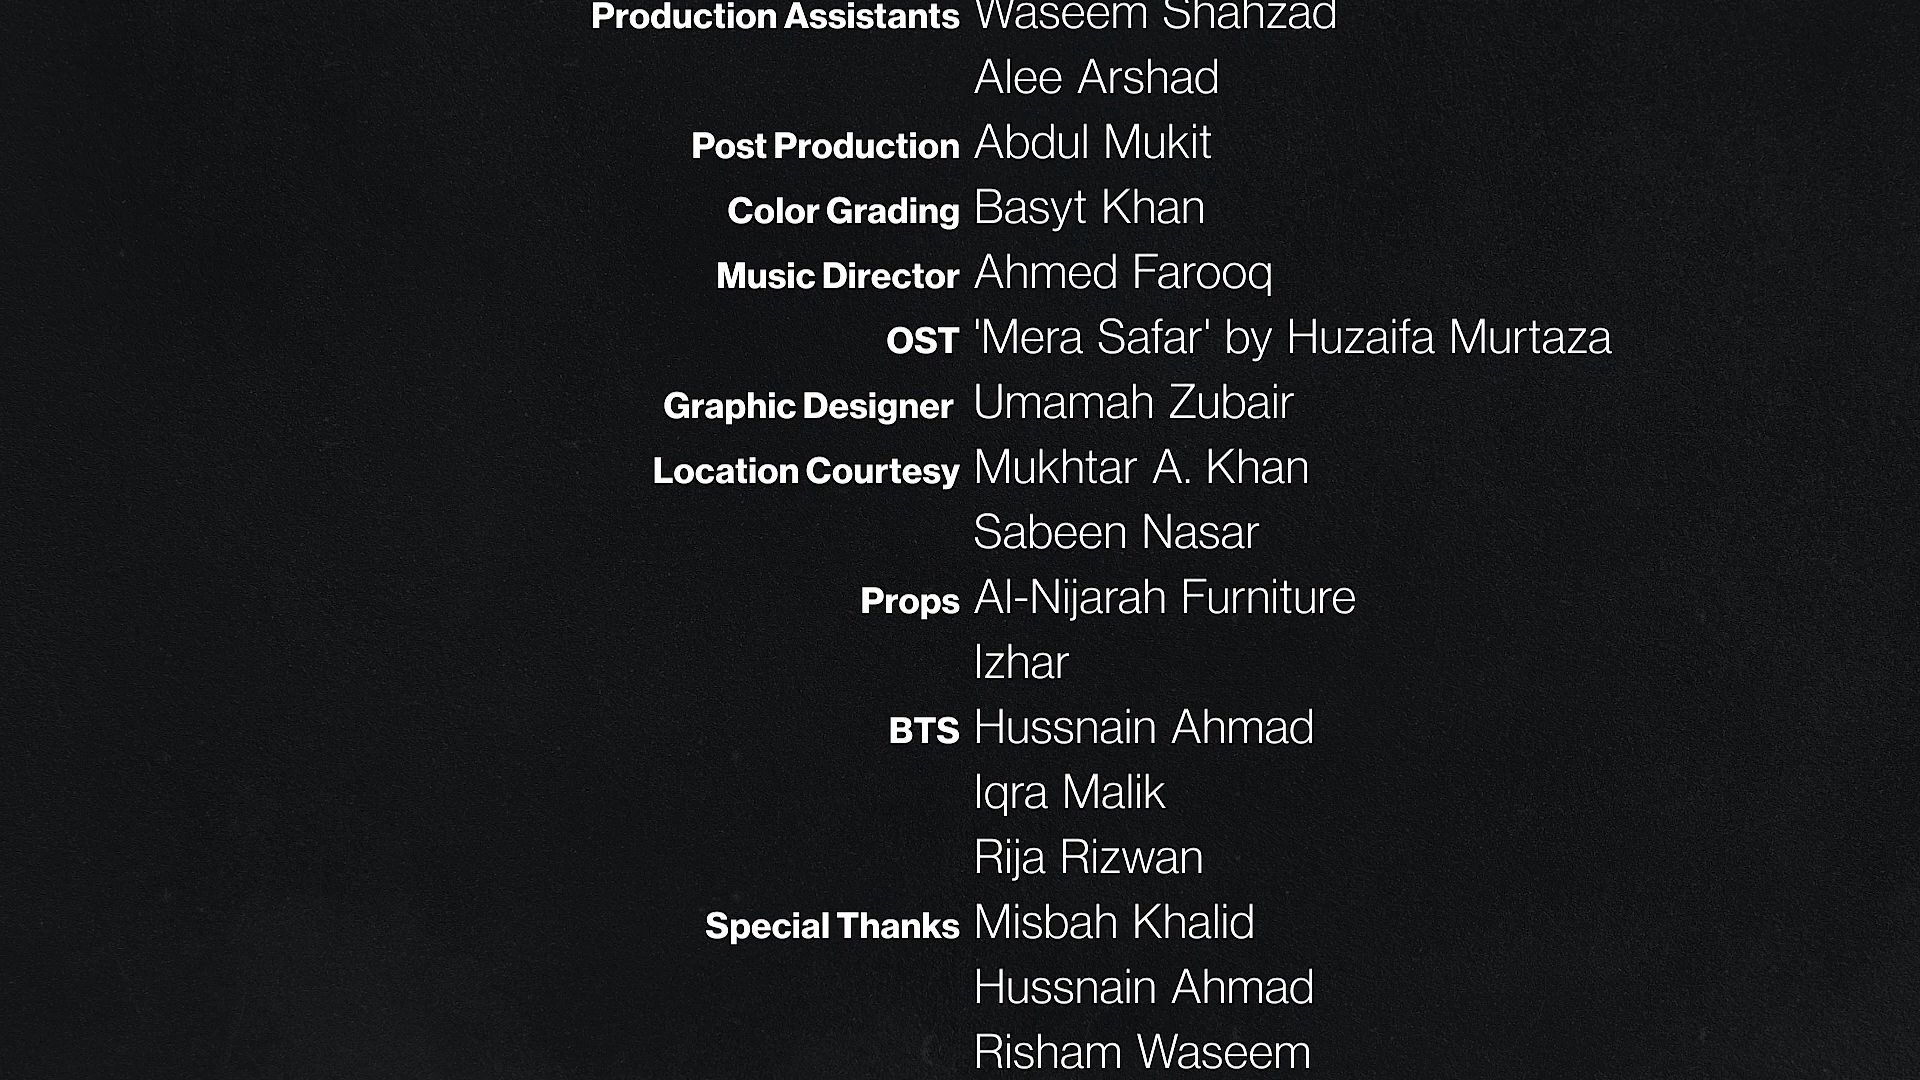 Production Assistants Waseem Shahzad
Alee Arshad
Post Production Abdul Mukit
Color Grading Basyt Khan
Music Director Ahmed Farooq
OST 'Mera Safar' by Huzaifa Murtaza
Graphic Designer Umamah Zubair
Location Courtesy Mukhtar A. Khan
Sabeen Nasar
Props Al-Nijarah Furniture
Izhar
BTS Hussnain Ahmad
Iqra Malik
Rija Rizwan
Special Thanks Misbah Khalid
Hussnain Ahmad
Risham Waseem